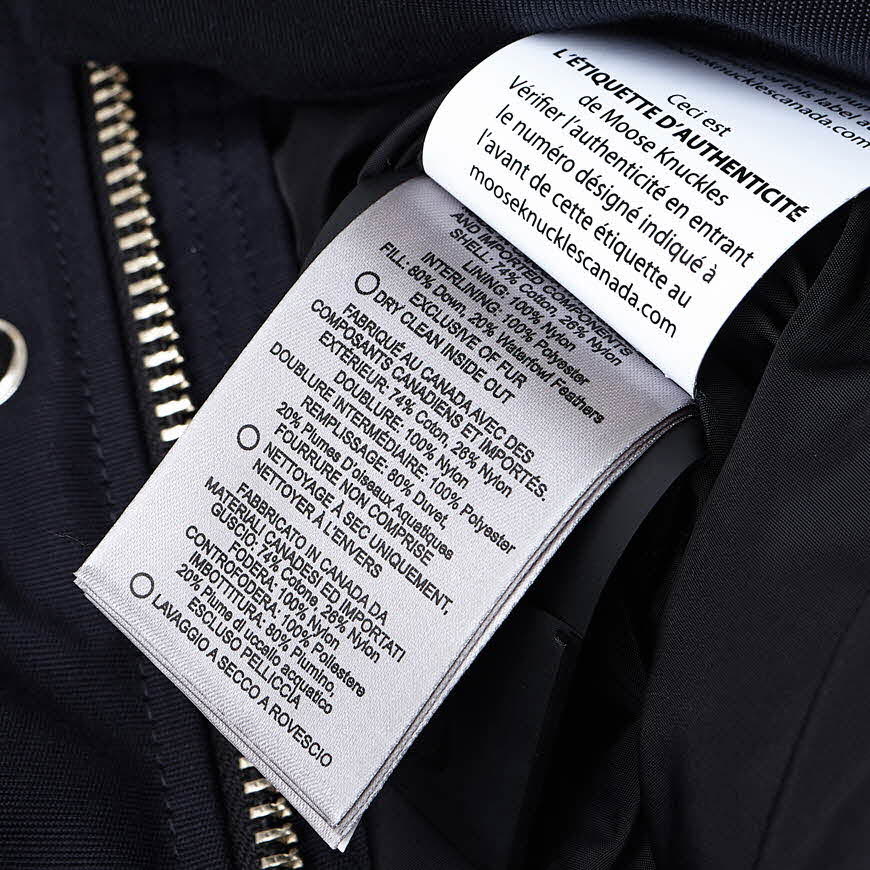 this label at
reknucklescanada.com
Ceci est
L'ÉTIQUETTE D'AUTHENTICITÉ
de Moose Knuckles
Vérifier l'authenticité en entrant
le numéro désigné indiqué à
l'avant de cette étiquette au
mooseknucklescanada.com
AND IMPORTED COMPONENTS
SHELL: 74% Cotton, 26% Nylon
LINING: 100% Nylon
INTERLINING: 100% Polyester
FILL: 80% Down, 20% Waterfowl Feathers
EXCLUSIVE OF FUR
DRY CLEAN INSIDE OUT
FABRIQUÉ AU CANADA AVEC DES
COMPOSANTS CANADIENS ET IMPORTÉS.
EXTÉRIEUR: 74% Coton, 26% Nylon
DOUBLURE: 100% Nylon
DOUBLURE INTERMÉDIAIRE: 100% Polyester
REMPLISSAGE: 80% Duvet,
20% Plumes D'oiseaux Aquatiques
FOURRURE NON COMPRISE
NETTOYAGE À SEC UNIQUEMENT,
NETTOYER À L'ENVERS
FABBRICATO IN CANADA DA
MATERIALI CANADESI ED IMPORTATI
GUSCIO: 74% Cotone, 26% Nylon
FODERA: 100% Nylon
CONTROFODERA: 100% Poliestere
IMBOTTITURA: 80% Piumino,
20% Piume di uccello acquatico
ESCLUSO PELLICCIA
LAVAGGIO A SECCO A ROVESCIO